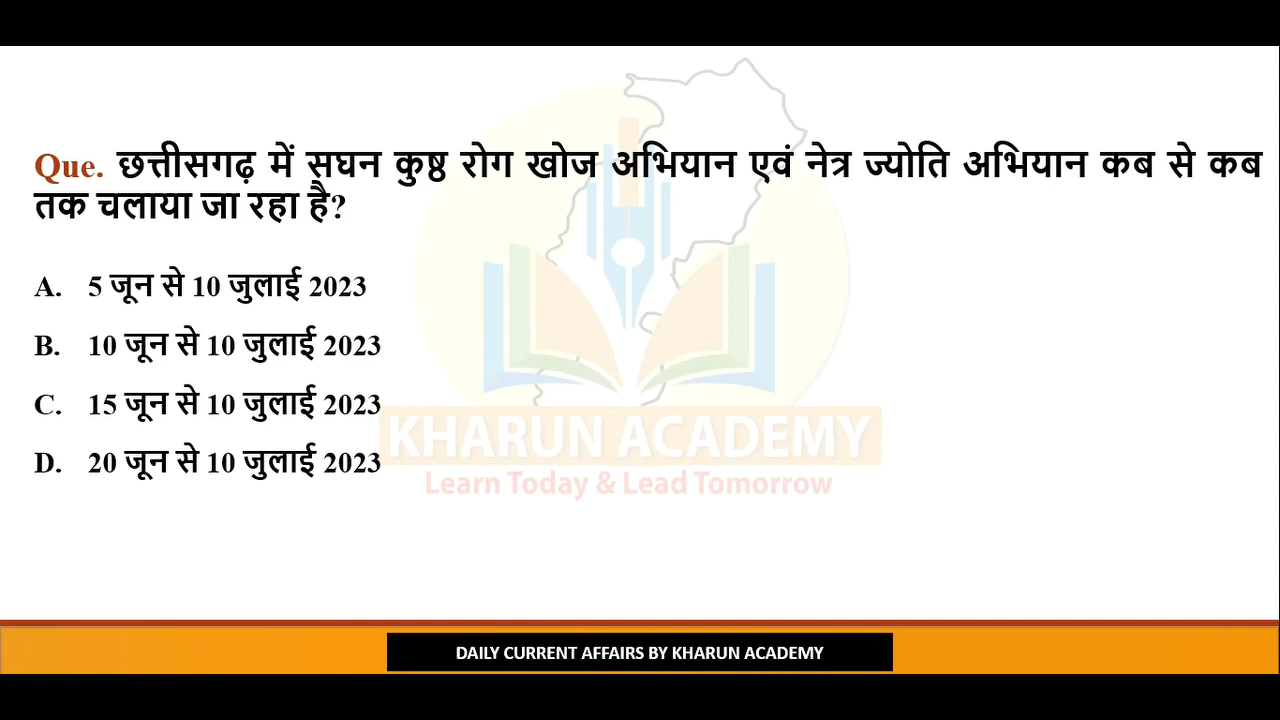 Que. छत्तीसगढ़ में सघन कुष्ठ रोग खोज अभियान एवं नेत्र ज्योति अभियान कब से कब
तक चलाया जा रहा है?
A. 5 जून से 10 जुलाई 2023
B. 10 जून से 10 जुलाई 2023
C. 15 जून से 10 जुलाई 2023
D. 20 जून से 10 जुलाई 2023
KHARUN ACADEMY
Learn Today & Lead Tomorrow
DAILY CURRENT AFFAIRS BY KHARUN ACADEMY